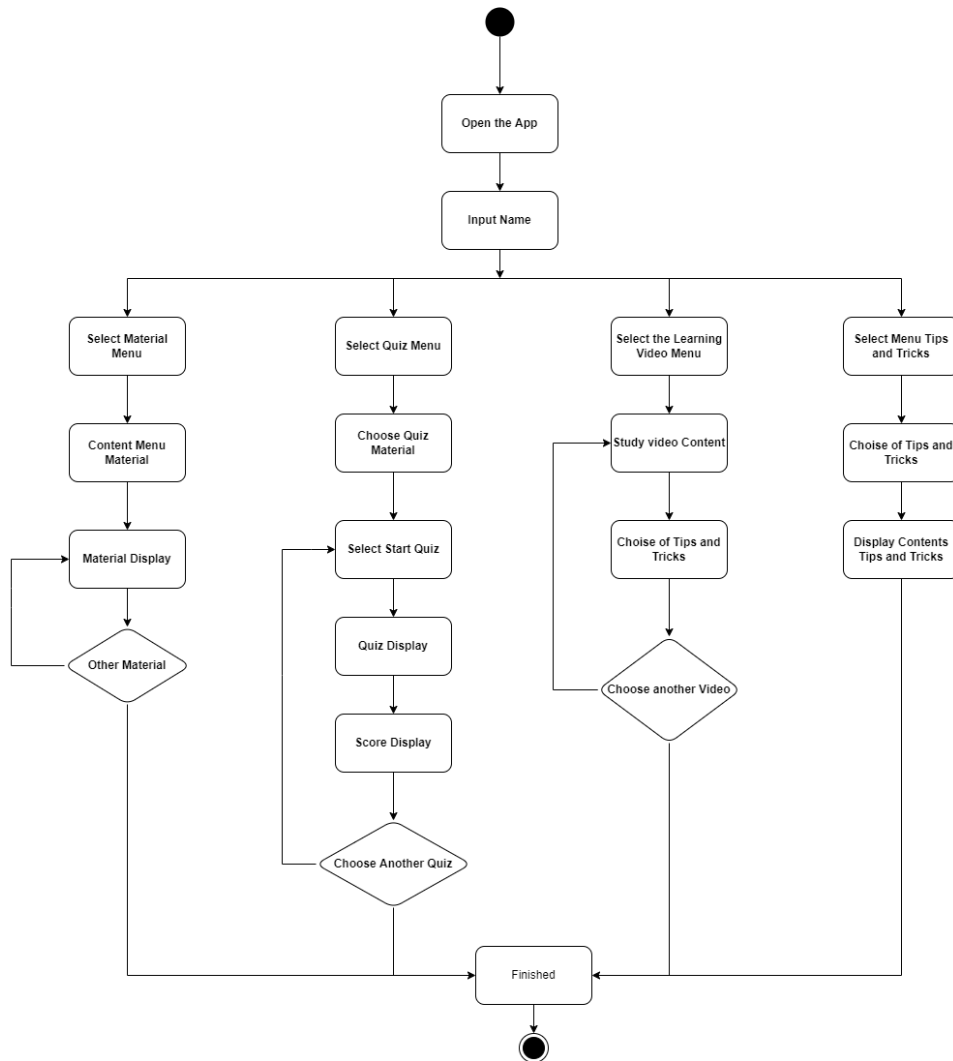 Open the App
Input Name
Select Material
Menu
Content Menu
Material
Material Display
Other Material
Select Quiz Menu
Choose Quiz
Material
Select Start Quiz
Quiz Display
Score Display
Choose Another Quiz
Select the Learning
Video Menu
Study video Content
Choise of Tips and
Tricks
Choose another Video
Select Menu Tips
and Tricks
Choise of Tips and
Tricks
Display Contents
Tips and Tricks
Finished